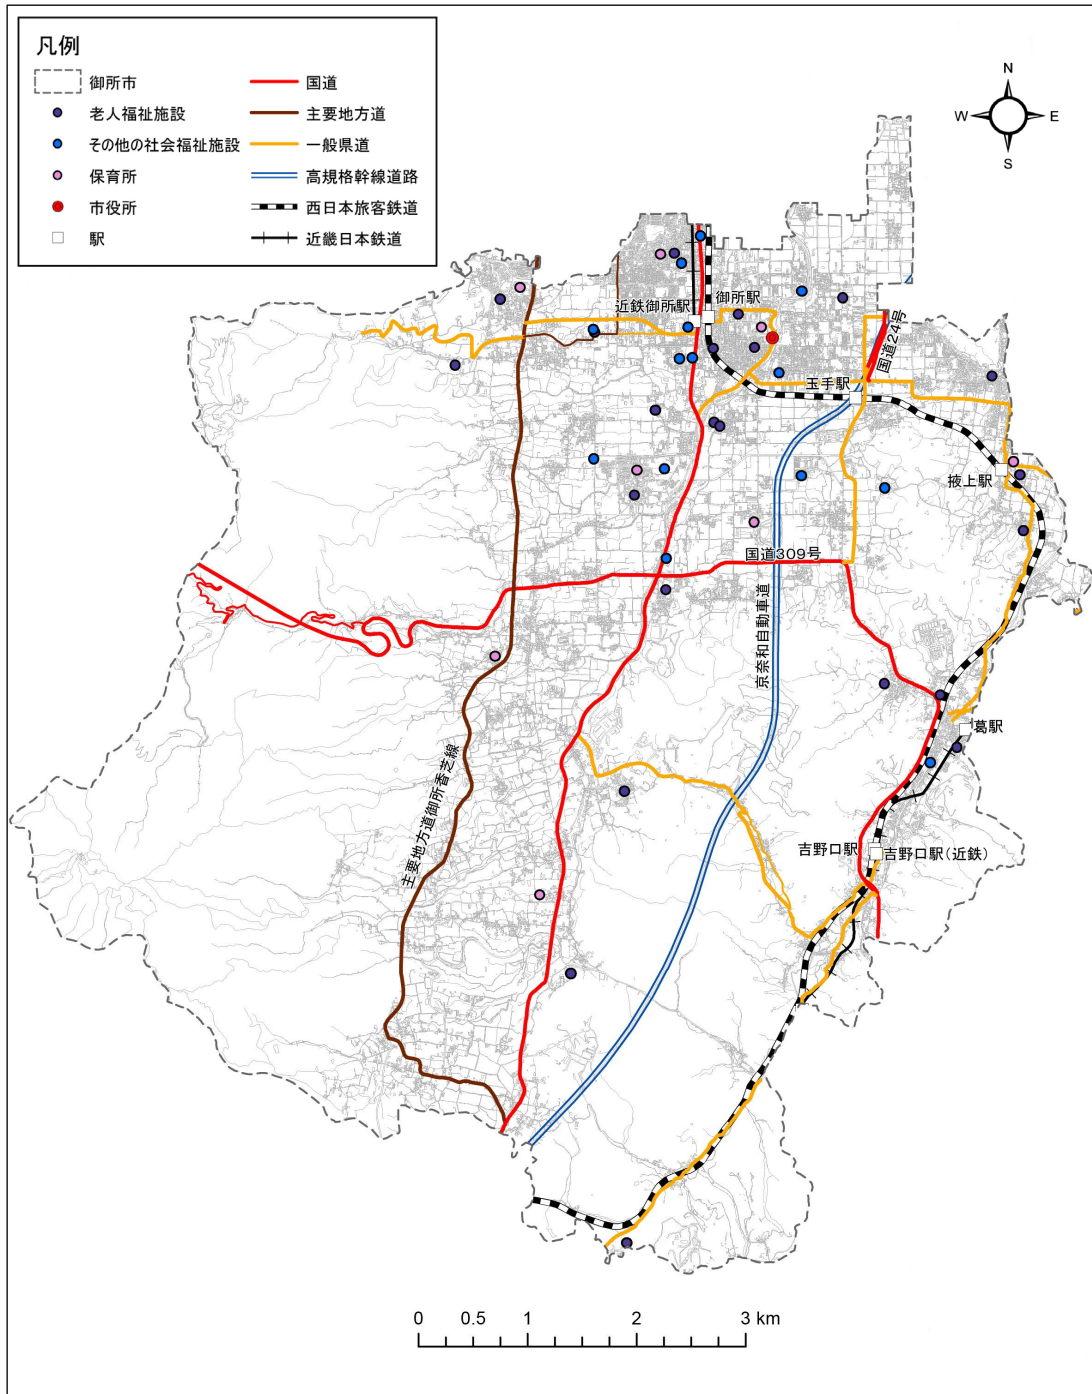 凡例
御所市
老人福祉施設
その他の社会福祉施設
保育所
市役所
駅
国道
主要地方道
一般県道
高規格幹線道路
西日本旅客鉄道
近畿日本鉄道
N
W
E
S
近鉄御所駅
御所駅
国道24号
玉手駅
掖上駅
国道309号
京奈和自動車道
葛駅
主要地方道御所香芝線
吉野口駅
吉野口駅(近鉄)
0 0.5 1 2 3 km